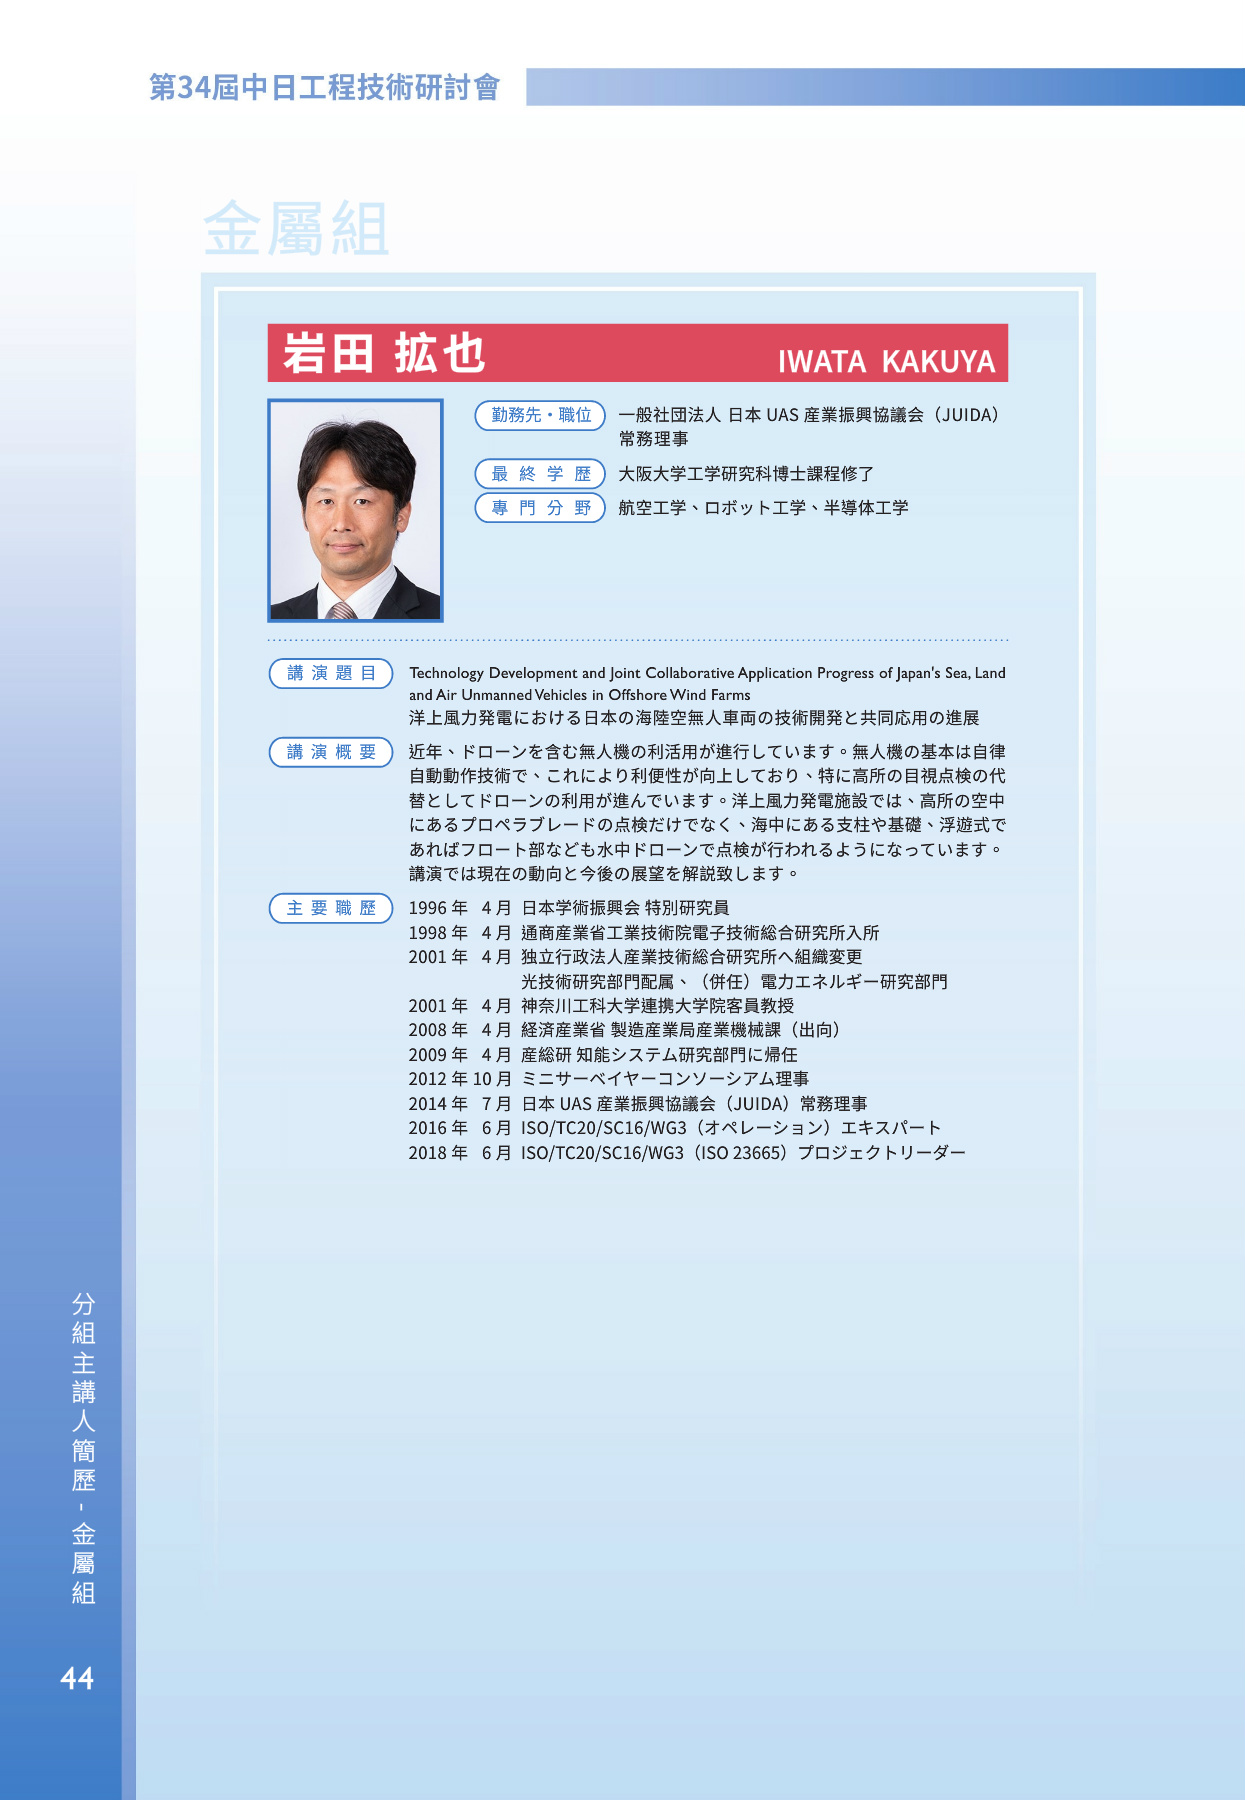 第34屆中日工程技術研討會
金屬組
岩田 拡也
IWATA KAKUYA
勤務先・職位 一般社団法人 日本 UAS 産業振興協議会（JUIDA）
常務理事
最終学歴 大阪大学工学研究科博士課程修了
專門分野 航空工学、ロボット工学、半導体工学
講演題目 Technology Development and Joint Collaborative Application Progress of Japan's Sea, Land
and Air Unmanned Vehicles in Offshore Wind Farms
洋上風力発電における日本の海陸空無人車両の技術開発と共同応用の進展
講演概要 近年、ドローンを含む無人機の利活用が進行しています。無人機の基本は自律
自動動作技術で、これにより利便性が向上しており、特に高所の目視点検の代
替としてドローンの利用が進んでいます。洋上風力発電施設では、高所の空中
にあるプロペラブレードの点検だけでなく、海中にある支柱や基礎、浮遊式で
あればフロート部なども水中ドローンで点検が行われるようになっています。
講演では現在の動向と今後の展望を解説致します。
主要職歴 1996 年 4 月 日本学術振興会 特別研究員
1998 年 4 月 通商産業省工業技術院電子技術総合研究所入所
2001 年 4 月 独立行政法人産業技術総合研究所へ組織変更
光技術研究部門配属、（併任）電力エネルギー研究部門
2001 年 4 月 神奈川工科大学連携大学院客員教授
2008 年 4 月 経済産業省 製造産業局産業機械課（出向）
2009 年 4 月 産総研 知能システム研究部門に帰任
2012 年 10 月 ミニサーベイヤーコンソーシアム理事
2014 年 7 月 日本 UAS 産業振興協議会（JUIDA）常務理事
2016 年 6 月 ISO/TC20/SC16/WG3（オペレーション）エキスパート
2018 年 6 月 ISO/TC20/SC16/WG3（ISO 23665）プロジェクトリーダー
分組主講人簡歷-金屬組
44